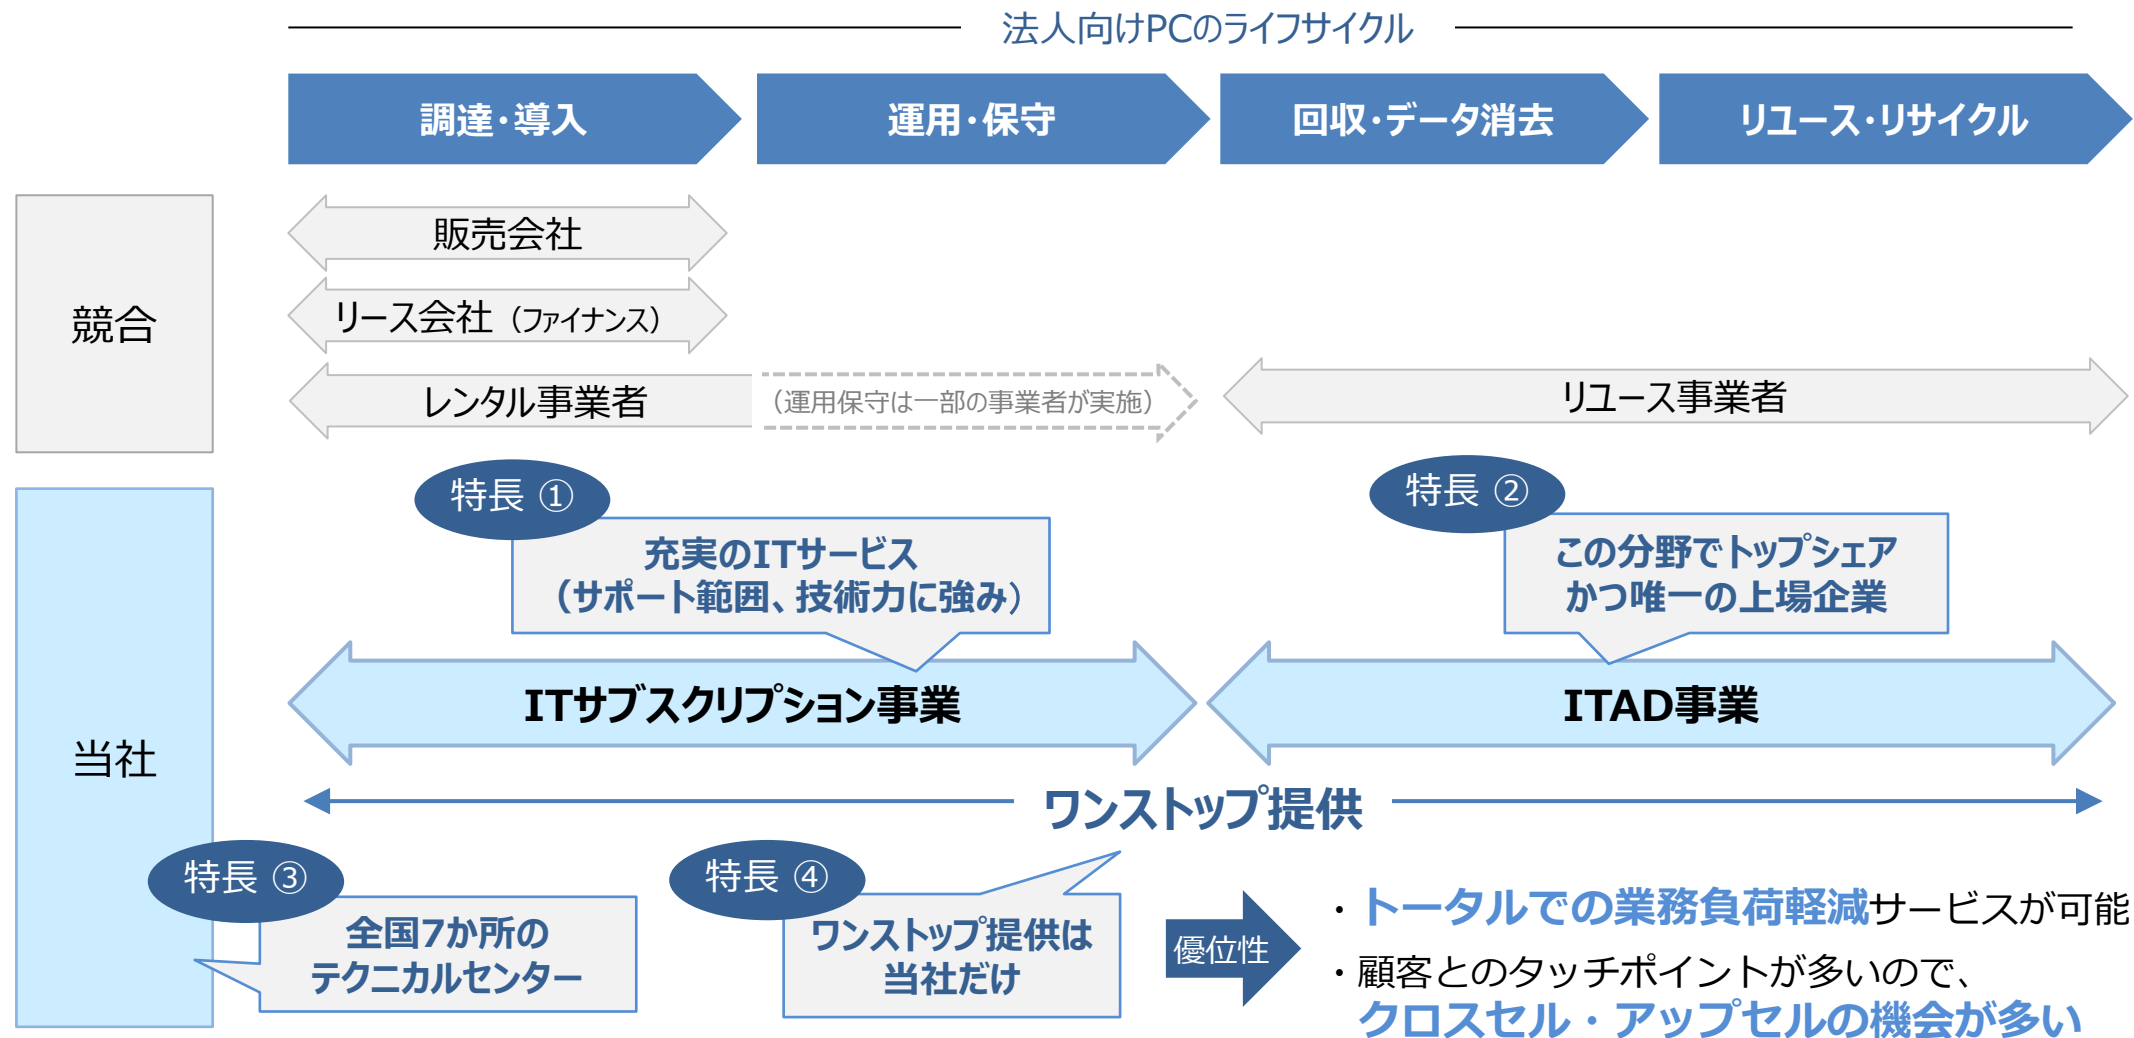 法人向けPCのライフサイクル
調達・導入
運用・保守
回収・データ消去
リユース・リサイクル
競合
販売会社
リース会社（ファイナンス）
レンタル事業者
（運用保守は一部の事業者が実施）
リユース事業者
当社
特長 ①
充実のITサービス
（サポート範囲、技術力に強み）
特長 ②
この分野でトップシェア
かつ唯一の上場企業
ITサブスクリプション事業
ITAD事業
ワンストップ提供
特長 ③
全国7か所の
テクニカルセンター
特長 ④
ワンストップ提供は
当社だけ
優位性
・トータルでの業務負荷軽減サービスが可能
・顧客とのタッチポイントが多いので、
クロスセル・アップセルの機会が多い